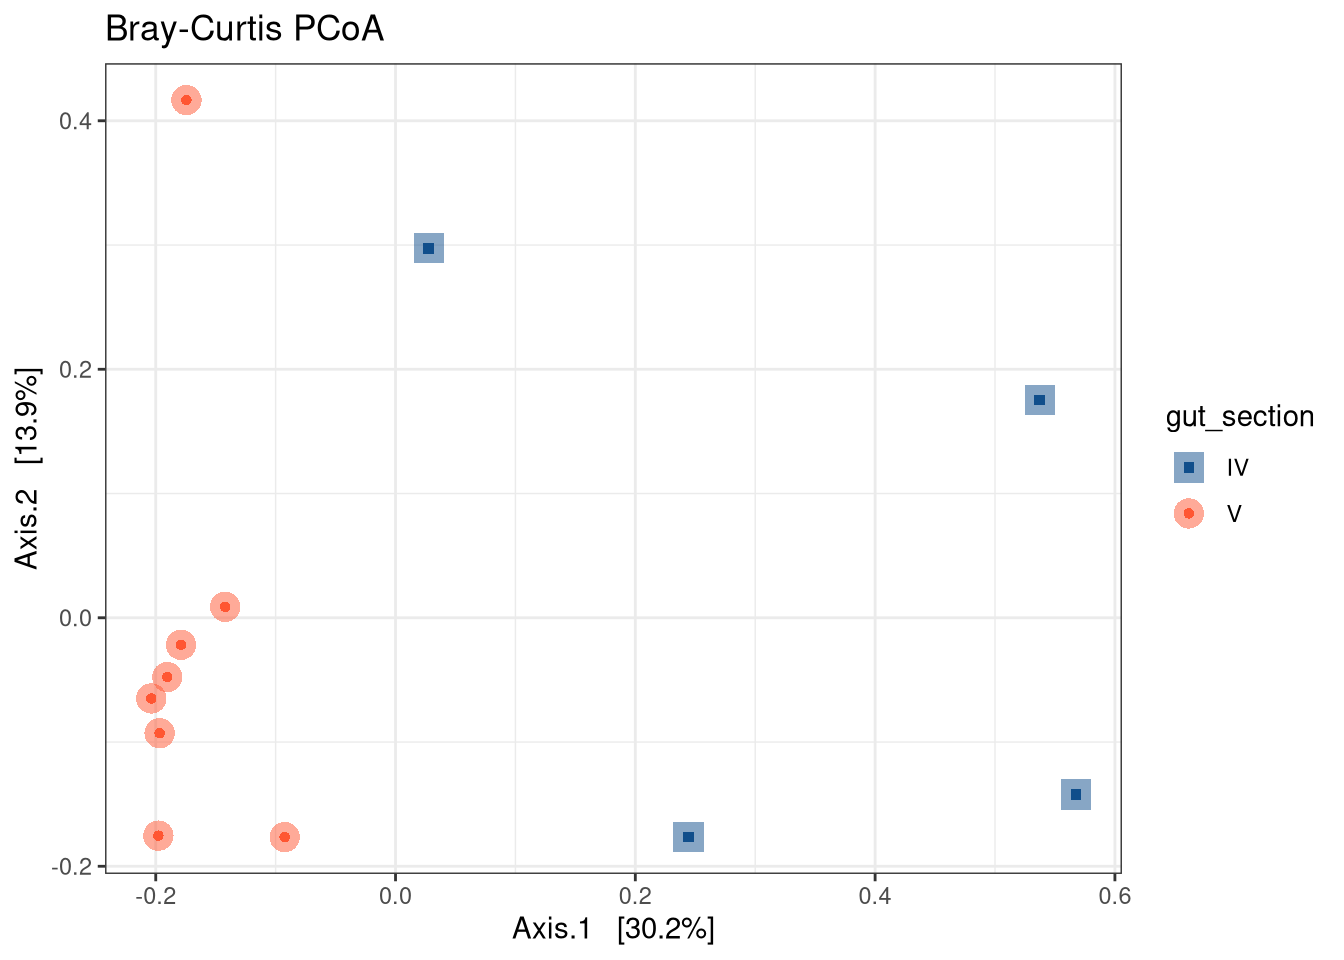 Bray-Curtis PCoA
0.4
0.2
0.0
-0.2
Axis.2 [13.9%]
-0.2 0.0 0.2 0.4 0.6
Axis.1 [30.2%]
gut_section
IV
V